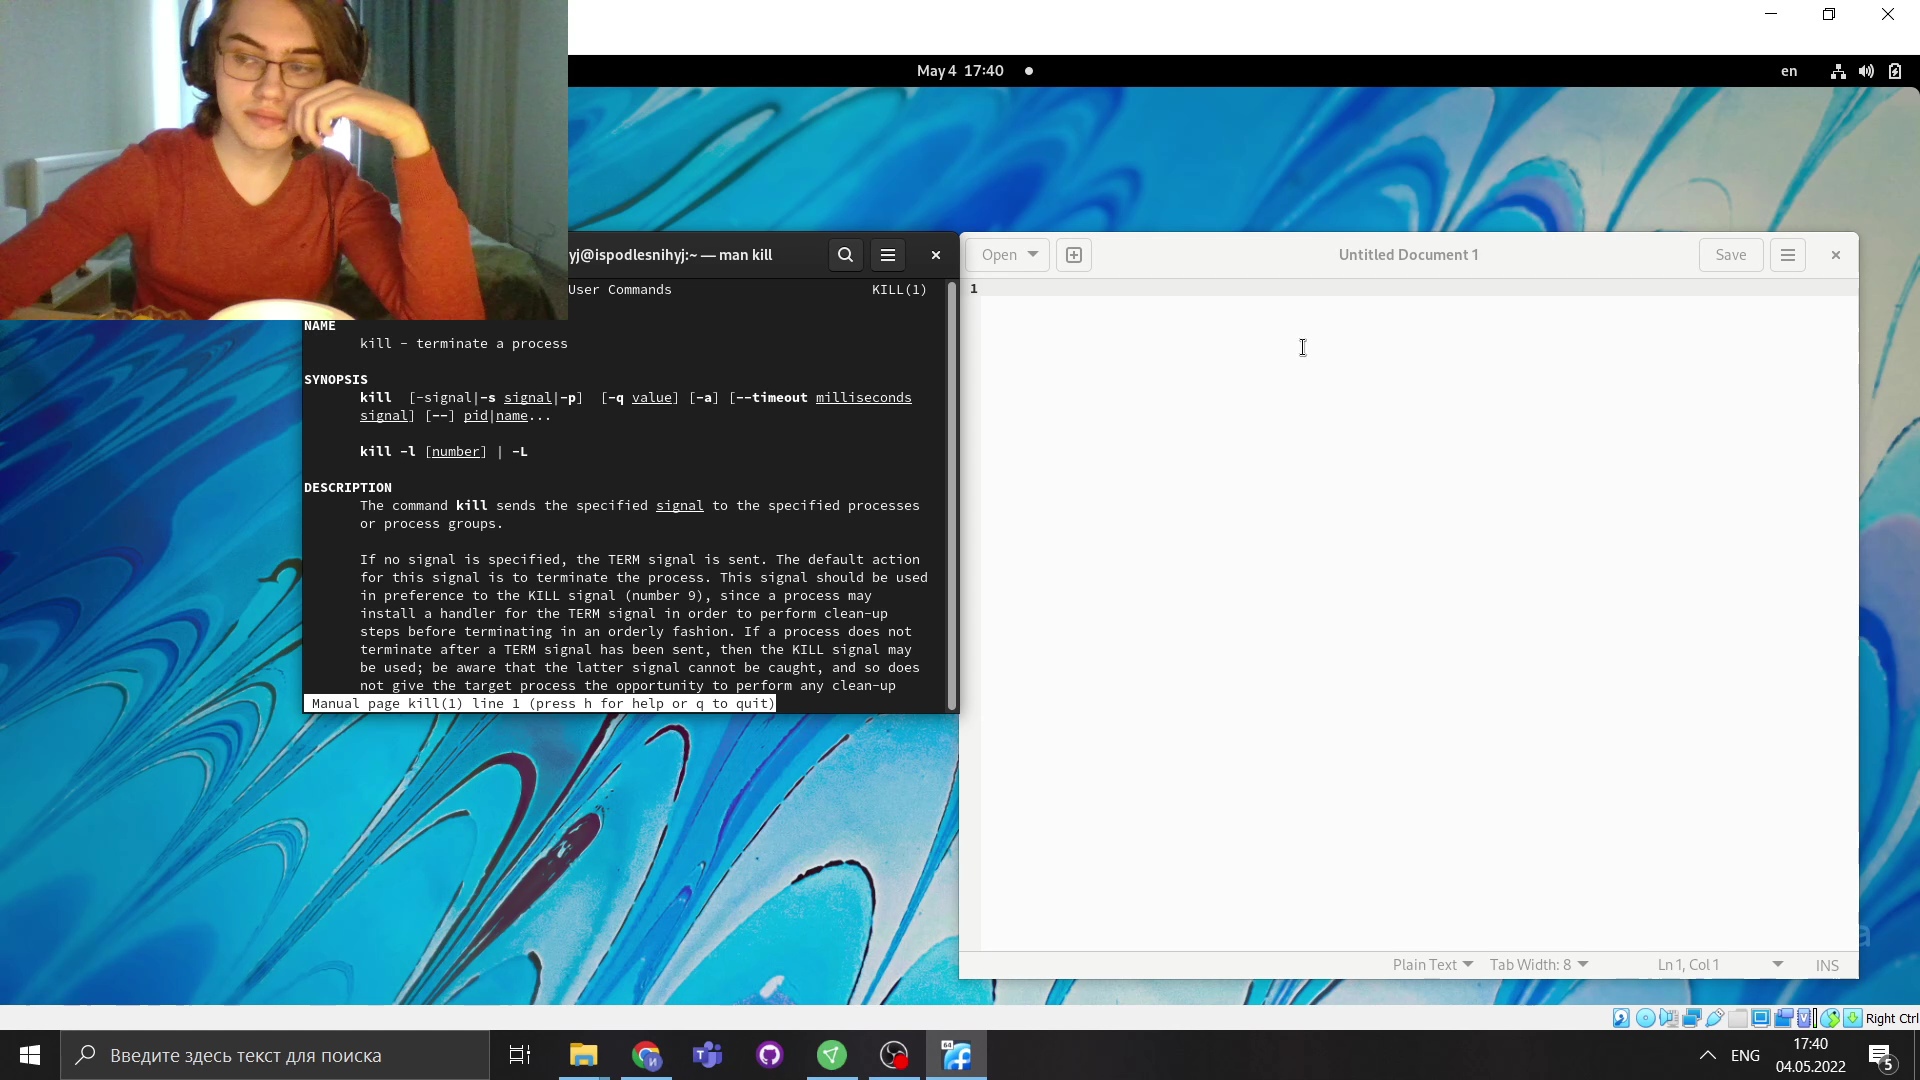 May 4 17:40
en
yj@ispodlesnihyj:~ — man kill
User Commands KILL(1)
NAME
kill - terminate a process
SYNOPSIS
kill [-signal|-s signal|-p] [-q value] [-a] [--timeout milliseconds
signal] [--] pid|name...
kill -l [number] | -L
DESCRIPTION
The command kill sends the specified signal to the specified processes
or process groups.
If no signal is specified, the TERM signal is sent. The default action
for this signal is to terminate the process. This signal should be used
in preference to the KILL signal (number 9), since a process may
install a handler for the TERM signal in order to perform clean-up
steps before terminating in an orderly fashion. If a process does not
terminate after a TERM signal has been sent, then the KILL signal may
be used; be aware that the latter signal cannot be caught, and so does
not give the target process the opportunity to perform any clean-up
Manual page kill(1) line 1 (press h for help or q to quit)
Open
Untitled Document 1
Save
1
Plain Text
Tab Width: 8
Ln 1, Col 1
INS
Right Ctrl
Введите здесь текст для поиска
64
ENG
17:40
04.05.2022
5